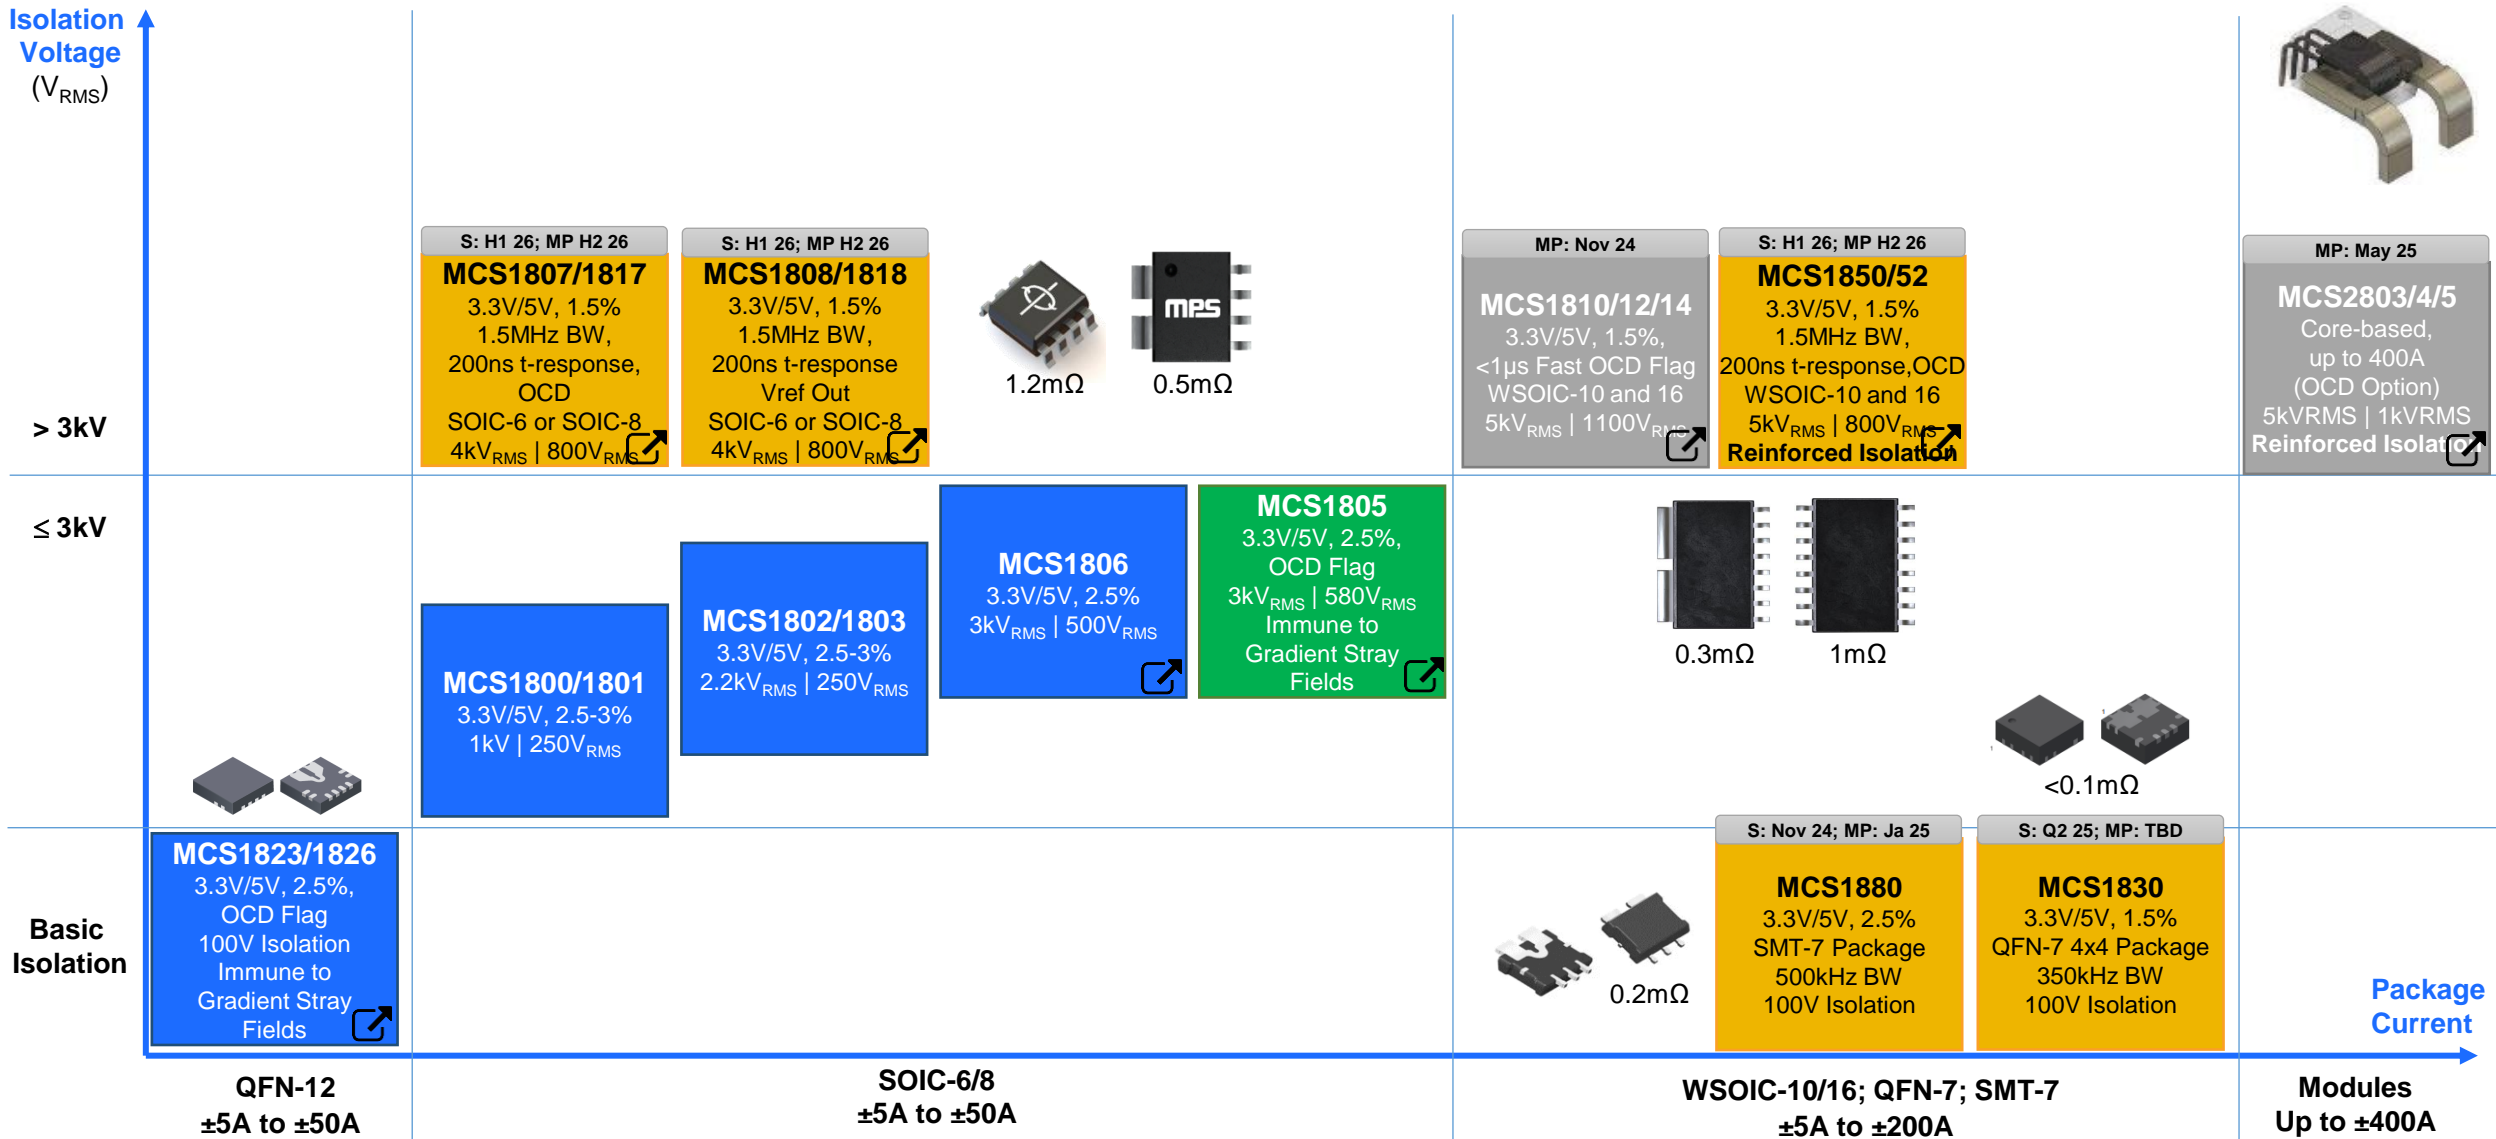 Isolation
Voltage
(VRMS)
> 3kV
≤ 3kV
Basic
Isolation
S: H1 26; MP H2 26
MCS1807/1817
3.3V/5V, 1.5%
1.5MHz BW,
200ns t-response,
OCD
SOIC-6 or SOIC-8
4kVRMS | 800VRMS
S: H1 26; MP H2 26
MCS1808/1818
3.3V/5V, 1.5%
1.5MHz BW,
200ns t-response
Vref Out
SOIC-6 or SOIC-8
4kVRMS | 800VRMS
1.2mΩ
mPS
0.5mΩ
MP: Nov 24
MCS1810/12/14
3.3V/5V, 1.5%,
<1µs Fast OCD Flag
WSOIC-10 and 16
5kVRMS | 1100VRMS
S: H1 26; MP H2 26
MCS1850/52
3.3V/5V, 1.5%
1.5MHz BW,
200ns t-response,OCD
WSOIC-10 and 16
5kVRMS | 800VRMS
Reinforced Isolation
MP: May 25
MCS2803/4/5
Core-based,
up to 400A
(OCD Option)
5kVRMS | 1kVRMS
Reinforced Isolation
MCS1800/1801
3.3V/5V, 2.5-3%
1kV | 250VRMS
MCS1802/1803
3.3V/5V, 2.5-3%
2.2kVRMS | 250VRMS
MCS1806
3.3V/5V, 2.5%
3kVRMS | 500VRMS
MCS1805
3.3V/5V, 2.5%,
OCD Flag
3kVRMS | 580VRMS
Immune to
Gradient Stray
Fields
0.3mΩ
1mΩ
<0.1mΩ
MCS1823/1826
3.3V/5V, 2.5%,
OCD Flag
100V Isolation
Immune to
Gradient Stray
Fields
0.2mΩ
S: Nov 24; MP: Ja 25
MCS1880
3.3V/5V, 2.5%
SMT-7 Package
500kHz BW
100V Isolation
S: Q2 25; MP: TBD
MCS1830
3.3V/5V, 1.5%
QFN-7 4x4 Package
350kHz BW
100V Isolation
Package
Current
QFN-12
±5A to ±50A
SOIC-6/8
±5A to ±50A
WSOIC-10/16; QFN-7; SMT-7
±5A to ±200A
Modules
Up to ±400A